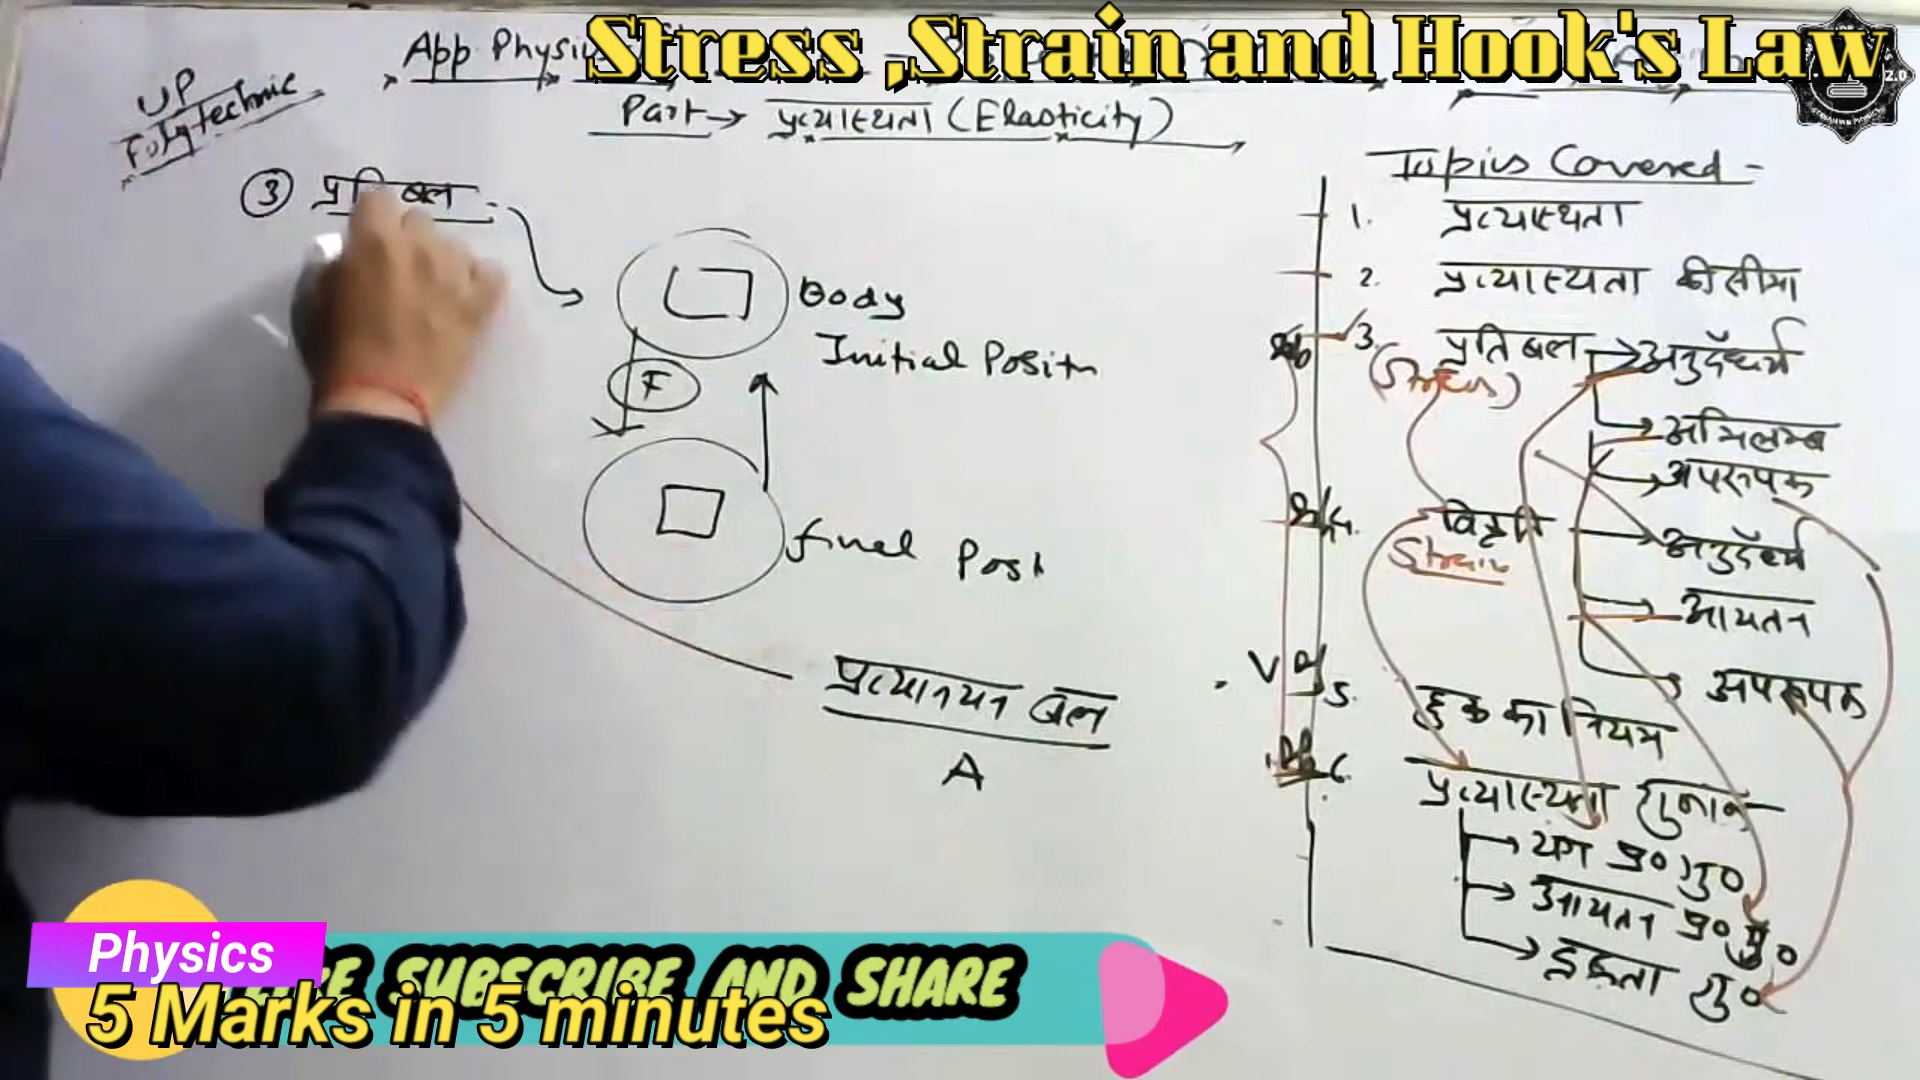 Stress ,Strain and Hook's Law
App Physi
UP
Polytechnic
Part → प्रत्यास्थता (Elasticity)
2.0
③ प्रतिबल
Body
Initial Positn
F
final Posi
प्रत्यानयन बल
A
Topics Covered -
1. प्रत्यास्थता
2. प्रत्यास्थता की सीमा
3. प्रतिबल → अनुदैर्ध्य
(Stress)
→ अभिलम्ब
→ अपरूपक
4. विकृति → अनुदैर्ध्य
Strain
→ आयतन
→ अपरूपक
V
5. हुक का नियम
6. प्रत्यास्थता गुणांक
→ यंग प्र० गु०
→ आयतन प्र० गु०
→ दृढ़ता गु०
Physics
SUBSCRIBE AND SHARE
5 Marks in 5 minutes